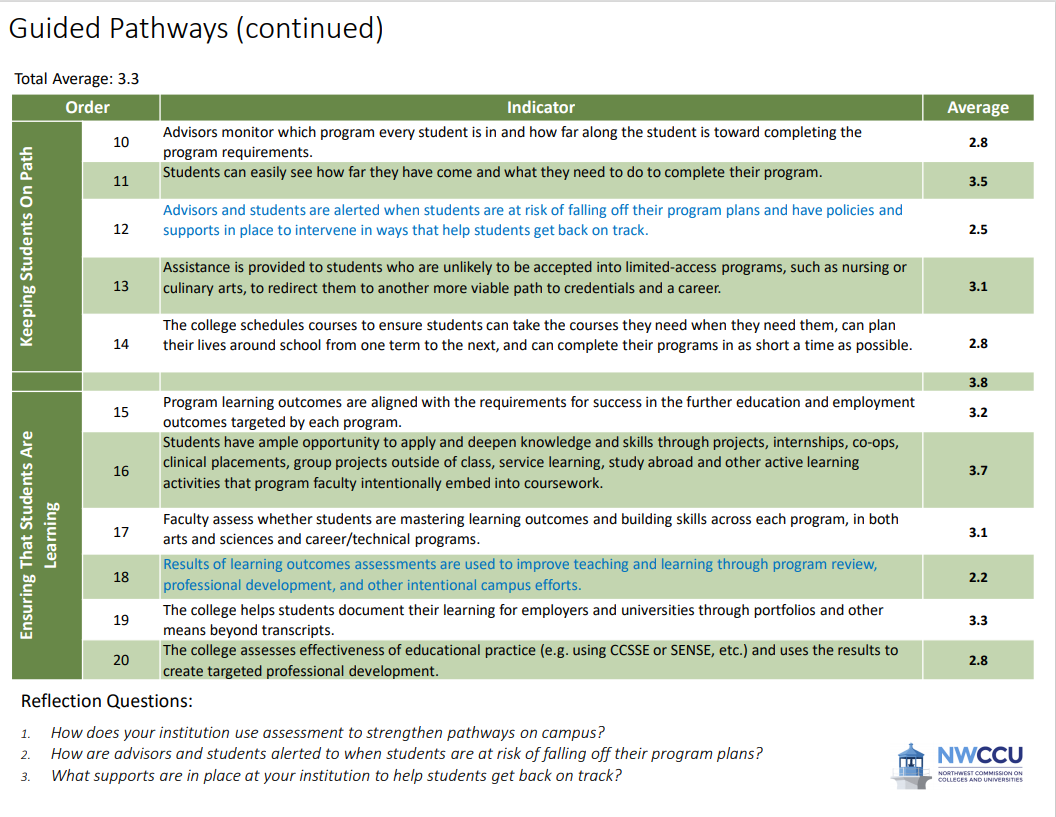 Guided Pathways (continued)
Total Average: 3.3
Order Indicator Average
Keeping Students On Path
10 Advisors monitor which program every student is in and how far along the student is toward completing the
program requirements. 2.8
11 Students can easily see how far they have come and what they need to do to complete their program. 3.5
12 Advisors and students are alerted when students are at risk of falling off their program plans and have policies and
supports in place to intervene in ways that help students get back on track. 2.5
13 Assistance is provided to students who are unlikely to be accepted into limited-access programs, such as nursing or
culinary arts, to redirect them to another more viable path to credentials and a career. 3.1
14 The college schedules courses to ensure students can take the courses they need when they need them, can plan
their lives around school from one term to the next, and can complete their programs in as short a time as possible. 2.8
3.8
Ensuring That Students Are
Learning
15 Program learning outcomes are aligned with the requirements for success in the further education and employment
outcomes targeted by each program. 3.2
16 Students have ample opportunity to apply and deepen knowledge and skills through projects, internships, co-ops,
clinical placements, group projects outside of class, service learning, study abroad and other active learning
activities that program faculty intentionally embed into coursework. 3.7
17 Faculty assess whether students are mastering learning outcomes and building skills across each program, in both
arts and sciences and career/technical programs. 3.1
18 Results of learning outcomes assessments are used to improve teaching and learning through program review,
professional development, and other intentional campus efforts. 2.2
19 The college helps students document their learning for employers and universities through portfolios and other
means beyond transcripts. 3.3
20 The college assesses effectiveness of educational practice (e.g. using CCSSE or SENSE, etc.) and uses the results to
create targeted professional development. 2.8
Reflection Questions:
1. How does your institution use assessment to strengthen pathways on campus?
2. How are advisors and students alerted to when students are at risk of falling off their program plans?
3. What supports are in place at your institution to help students get back on track?
NWCCU
NORTHWEST COMMISSION ON
COLLEGES AND UNIVERSITIES